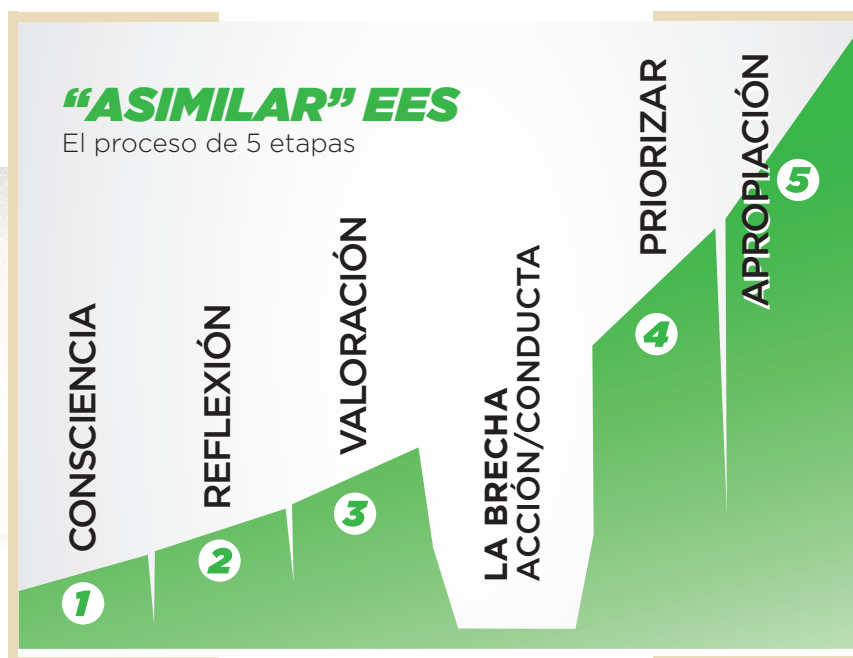 “ASIMILAR” EES
El proceso de 5 etapas
CONSCIENCIA
1
REFLEXIÓN
2
VALORACIÓN
3
LA BRECHA
ACCIÓN/CONDUCTA
PRIORIZAR
4
APROPIACIÓN
5